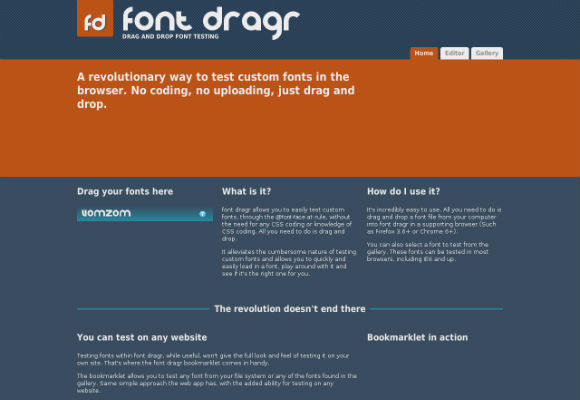 fd font dragr
DRAG AND DROP FONT TESTING
Home Editor Gallery
A revolutionary way to test custom fonts in the
browser. No coding, no uploading, just drag and
drop.
Drag your fonts here
What is it?
font dragr allows you to easily test custom
fonts, through the @font-face at-rule, without
the need for any CSS coding or knowledge of
CSS coding. All you need to do is drag and
drop.
It alleviates the cumbersome nature of testing
custom fonts and allows you to quickly and
easily load in a font, play around with it and
see if it's the right one for you.
How do I use it?
It's incredibly easy to use. All you need to do is
drag and drop a font file from your computer
into font dragr in a supporting browser (Such
as Firefox 3.6+ or Chrome 6+).
You can also select a font to test from the
gallery. These fonts can be tested in most
browsers, including IE6 and up.
The revolution doesn't end there
You can test on any website
Testing fonts within font dragr, while useful, won't give the full look and feel of testing it on your
own site. That's where the font dragr bookmarklet comes in handy.
The bookmarklet allows you to test any font from your file system or any of the fonts found in the
gallery. Same simple approach the web app has, with the added ability for testing on any
website.
Bookmarklet in action